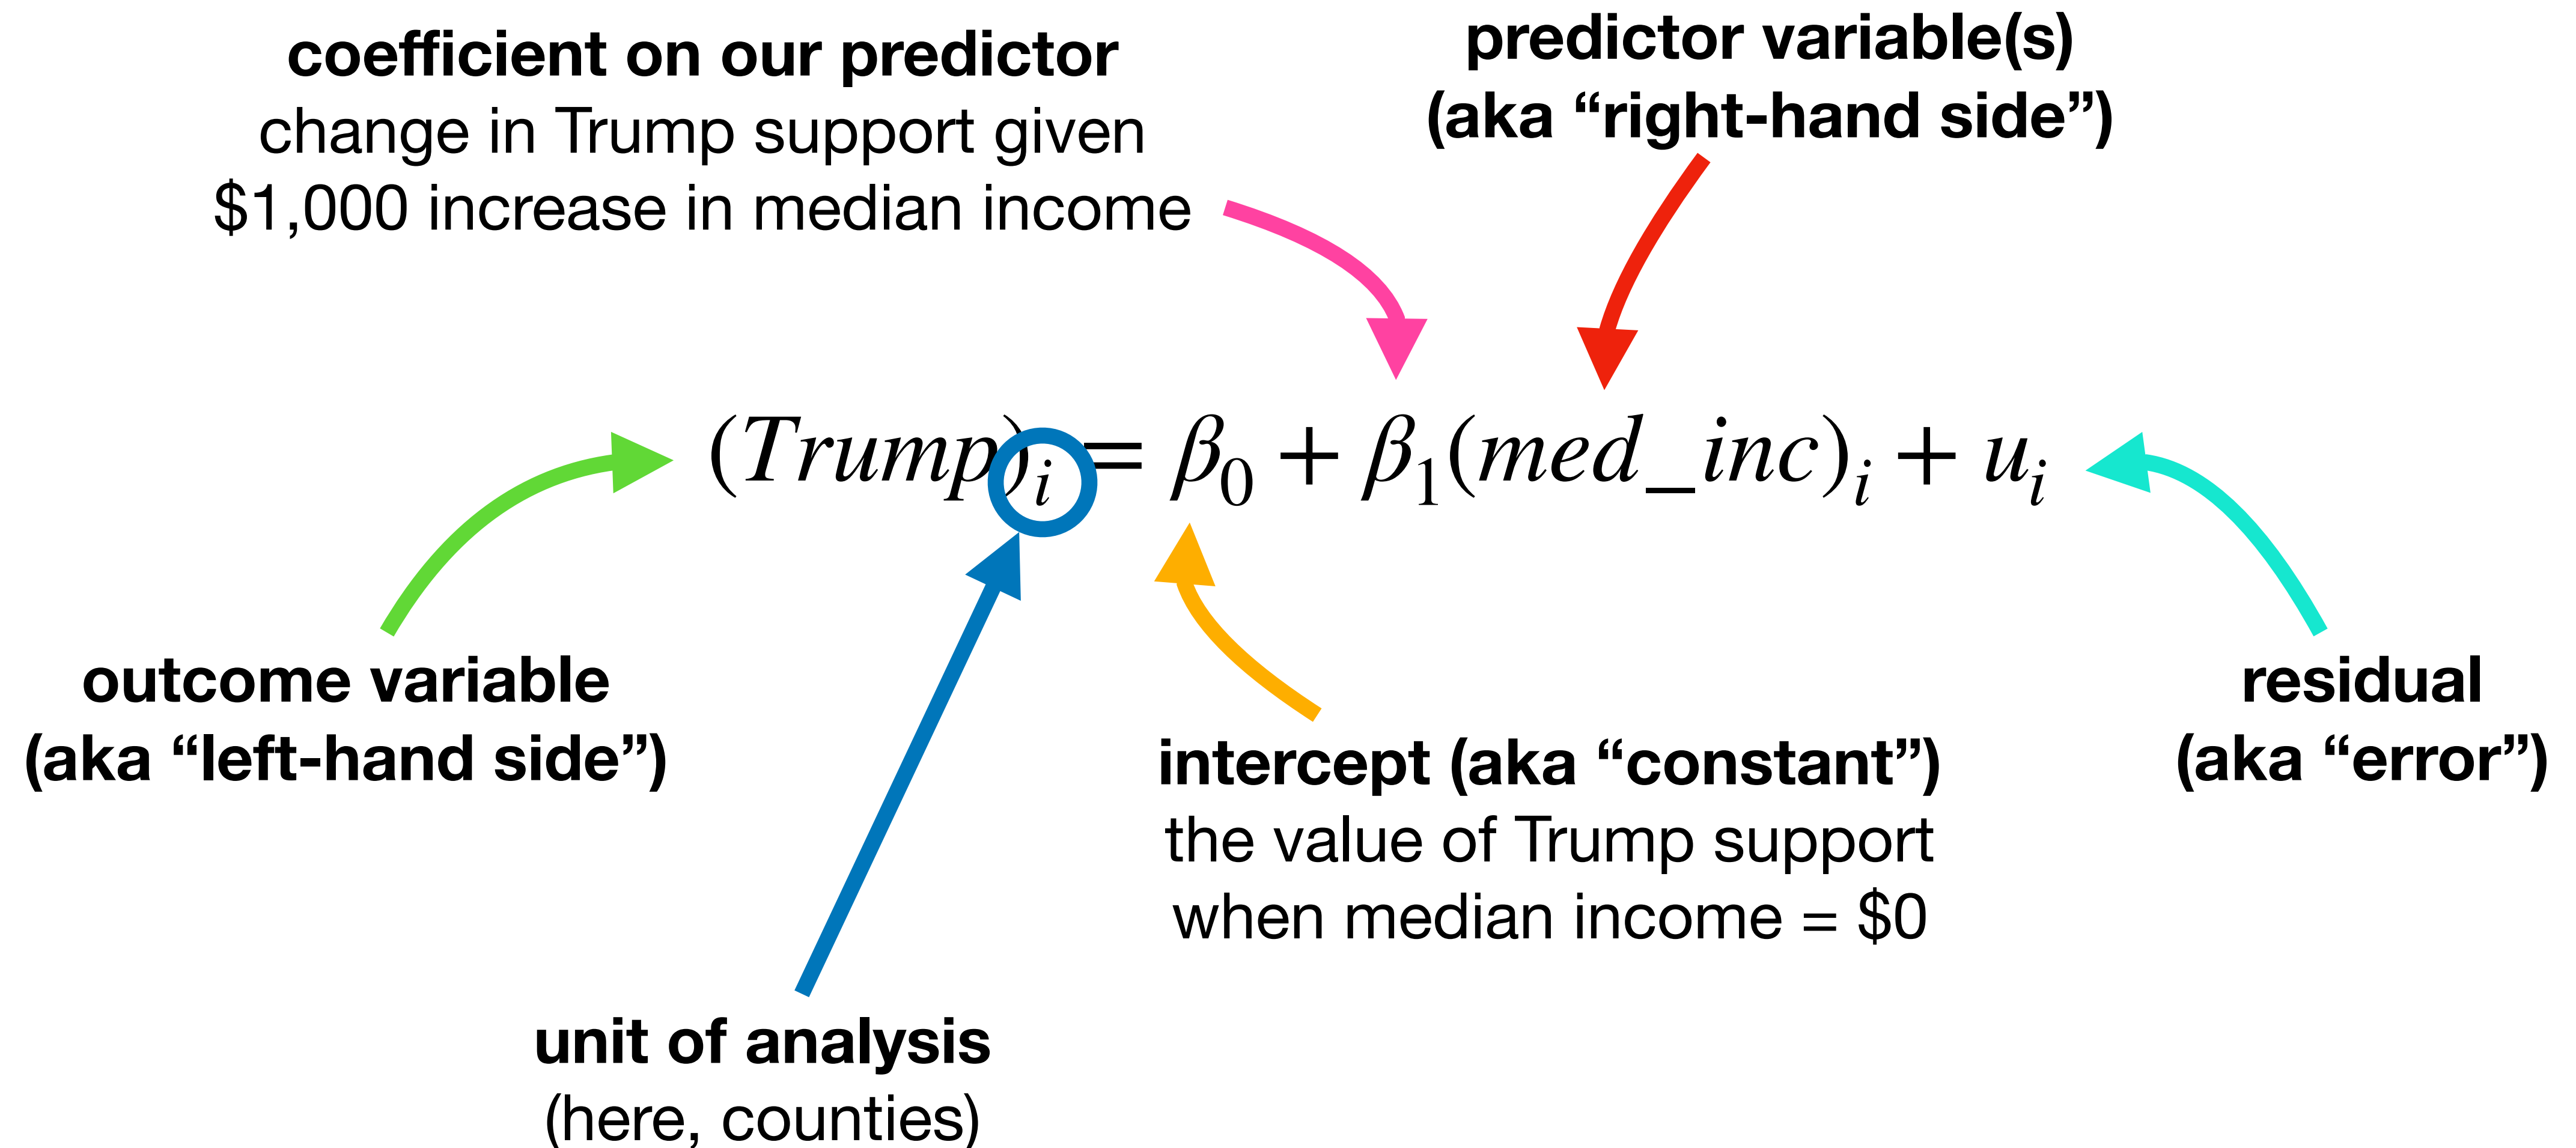 coefficient on our predictor
change in Trump support given
$1,000 increase in median income
predictor variable(s)
(aka “right-hand side”)
(Trump)ᵢ = β₀ + β₁(med_inc)ᵢ + uᵢ
outcome variable
(aka “left-hand side”)
unit of analysis
(here, counties)
intercept (aka “constant”)
the value of Trump support
when median income = $0
residual
(aka “error”)